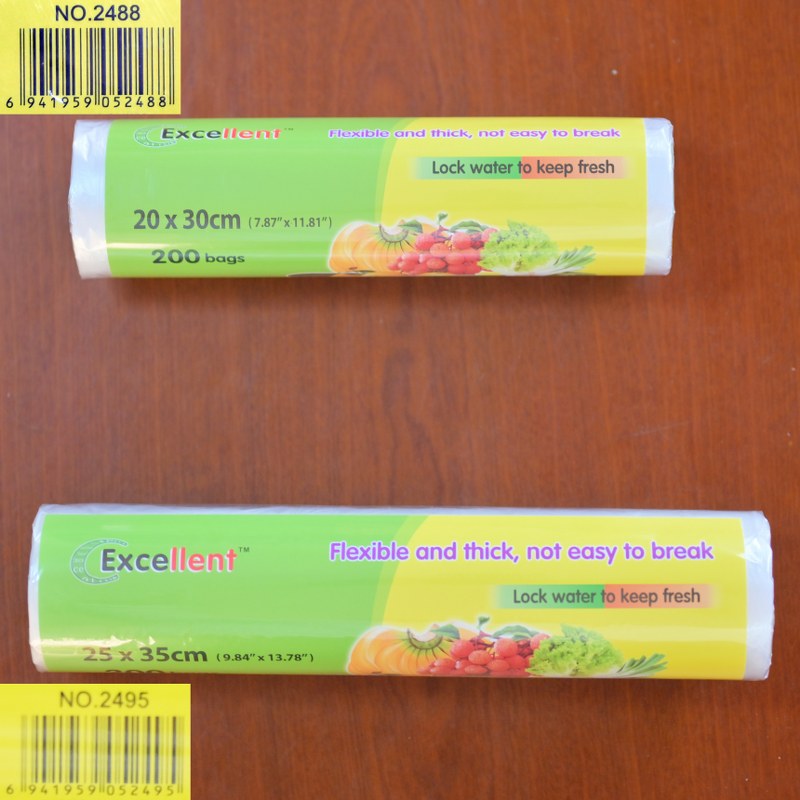 NO.2488
6 941959 052488
Excellent™
Flexible and thick, not easy to break
Lock water to keep fresh
20 x 30cm (7.87" x 11.81")
200 bags
Excellent™
Flexible and thick, not easy to break
Lock water to keep fresh
25 x 35cm (9.84" x 13.78")
NO.2495
6 941959 052495